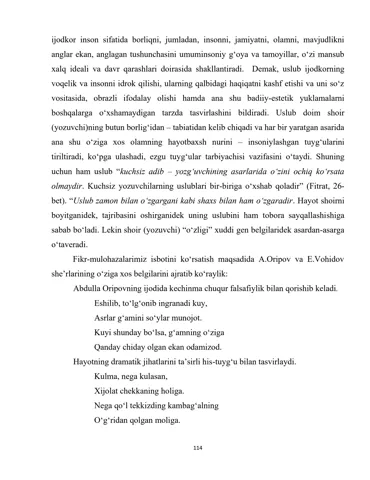 ijodkor inson sifatida borliqni, jumladan, insonni, jamiyatni, olamni, mavjudlikni
anglar ekan, anglagan tushunchasini umuminsoniy g‘oya va tamoyillar, o‘zi mansub
xalq ideali va davr qarashlari doirasida shakllantiradi. Demak, uslub ijodkorning
voqelik va insonni idrok qilishi, ularning qalbidagi haqiqatni kashf etishi va uni so‘z
vositasida, obrazli ifodalay olishi hamda ana shu badiiy-estetik yuklamalarni
boshqalarga o‘xshamaydigan tarzda tasvirlashini bildiradi. Uslub doim shoir
(yozuvchi)ning butun borlig‘idan – tabiatidan kelib chiqadi va har bir yaratgan asarida
ana shu o‘ziga xos olamning hayotbaxsh nurini – insoniylashgan tuyg‘ularini
tiriltiradi, ko‘pga ulashadi, ezgu tuyg‘ular tarbiyachisi vazifasini o‘taydi. Shuning
uchun ham uslub “kuchsiz adib – yozg‘uvchining asarlarida o‘zini ochiq ko‘rsata
olmaydir. Kuchsiz yozuvchilarning uslublari bir-biriga o‘xshab qoladir” (Fitrat, 26-
bet). “Uslub zamon bilan o‘zgargani kabi shaxs bilan ham o‘zgaradir. Hayot shoirni
boyitganidek, tajribasini oshirganidek uning uslubini ham tobora sayqallashishiga
sabab bo‘ladi. Lekin shoir (yozuvchi) “o‘zligi” xuddi gen belgilaridek asardan-asarga
o‘taveradi.
Fikr-mulohazalarimiz isbotini ko‘rsatish maqsadida A.Oripov va E.Vohidov
she’rlarining o‘ziga xos belgilarini ajratib ko‘raylik:
Abdulla Oripovning ijodida kechinma chuqur falsafiylik bilan qorishib keladi.
Eshilib, to‘lg‘onib ingranadi kuy,
Asrlar g‘amini so‘ylar munojot.
Kuyi shunday bo‘lsa, g‘amning o‘ziga
Qanday chiday olgan ekan odamizod.
Hayotning dramatik jihatlarini ta’sirli his-tuyg‘u bilan tasvirlaydi.
Kulma, nega kulasan,
Xijolat chekkaning holiga.
Nega qo‘l tekkizding kambag‘alning
O‘g‘ridan qolgan moliga.
114